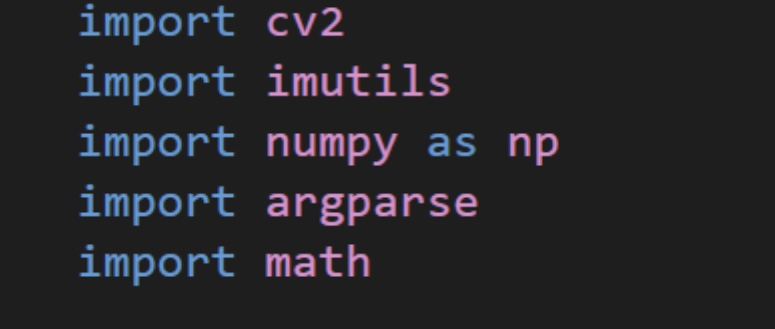 import cv2
import imutils
import numpy as np
import argparse
import math